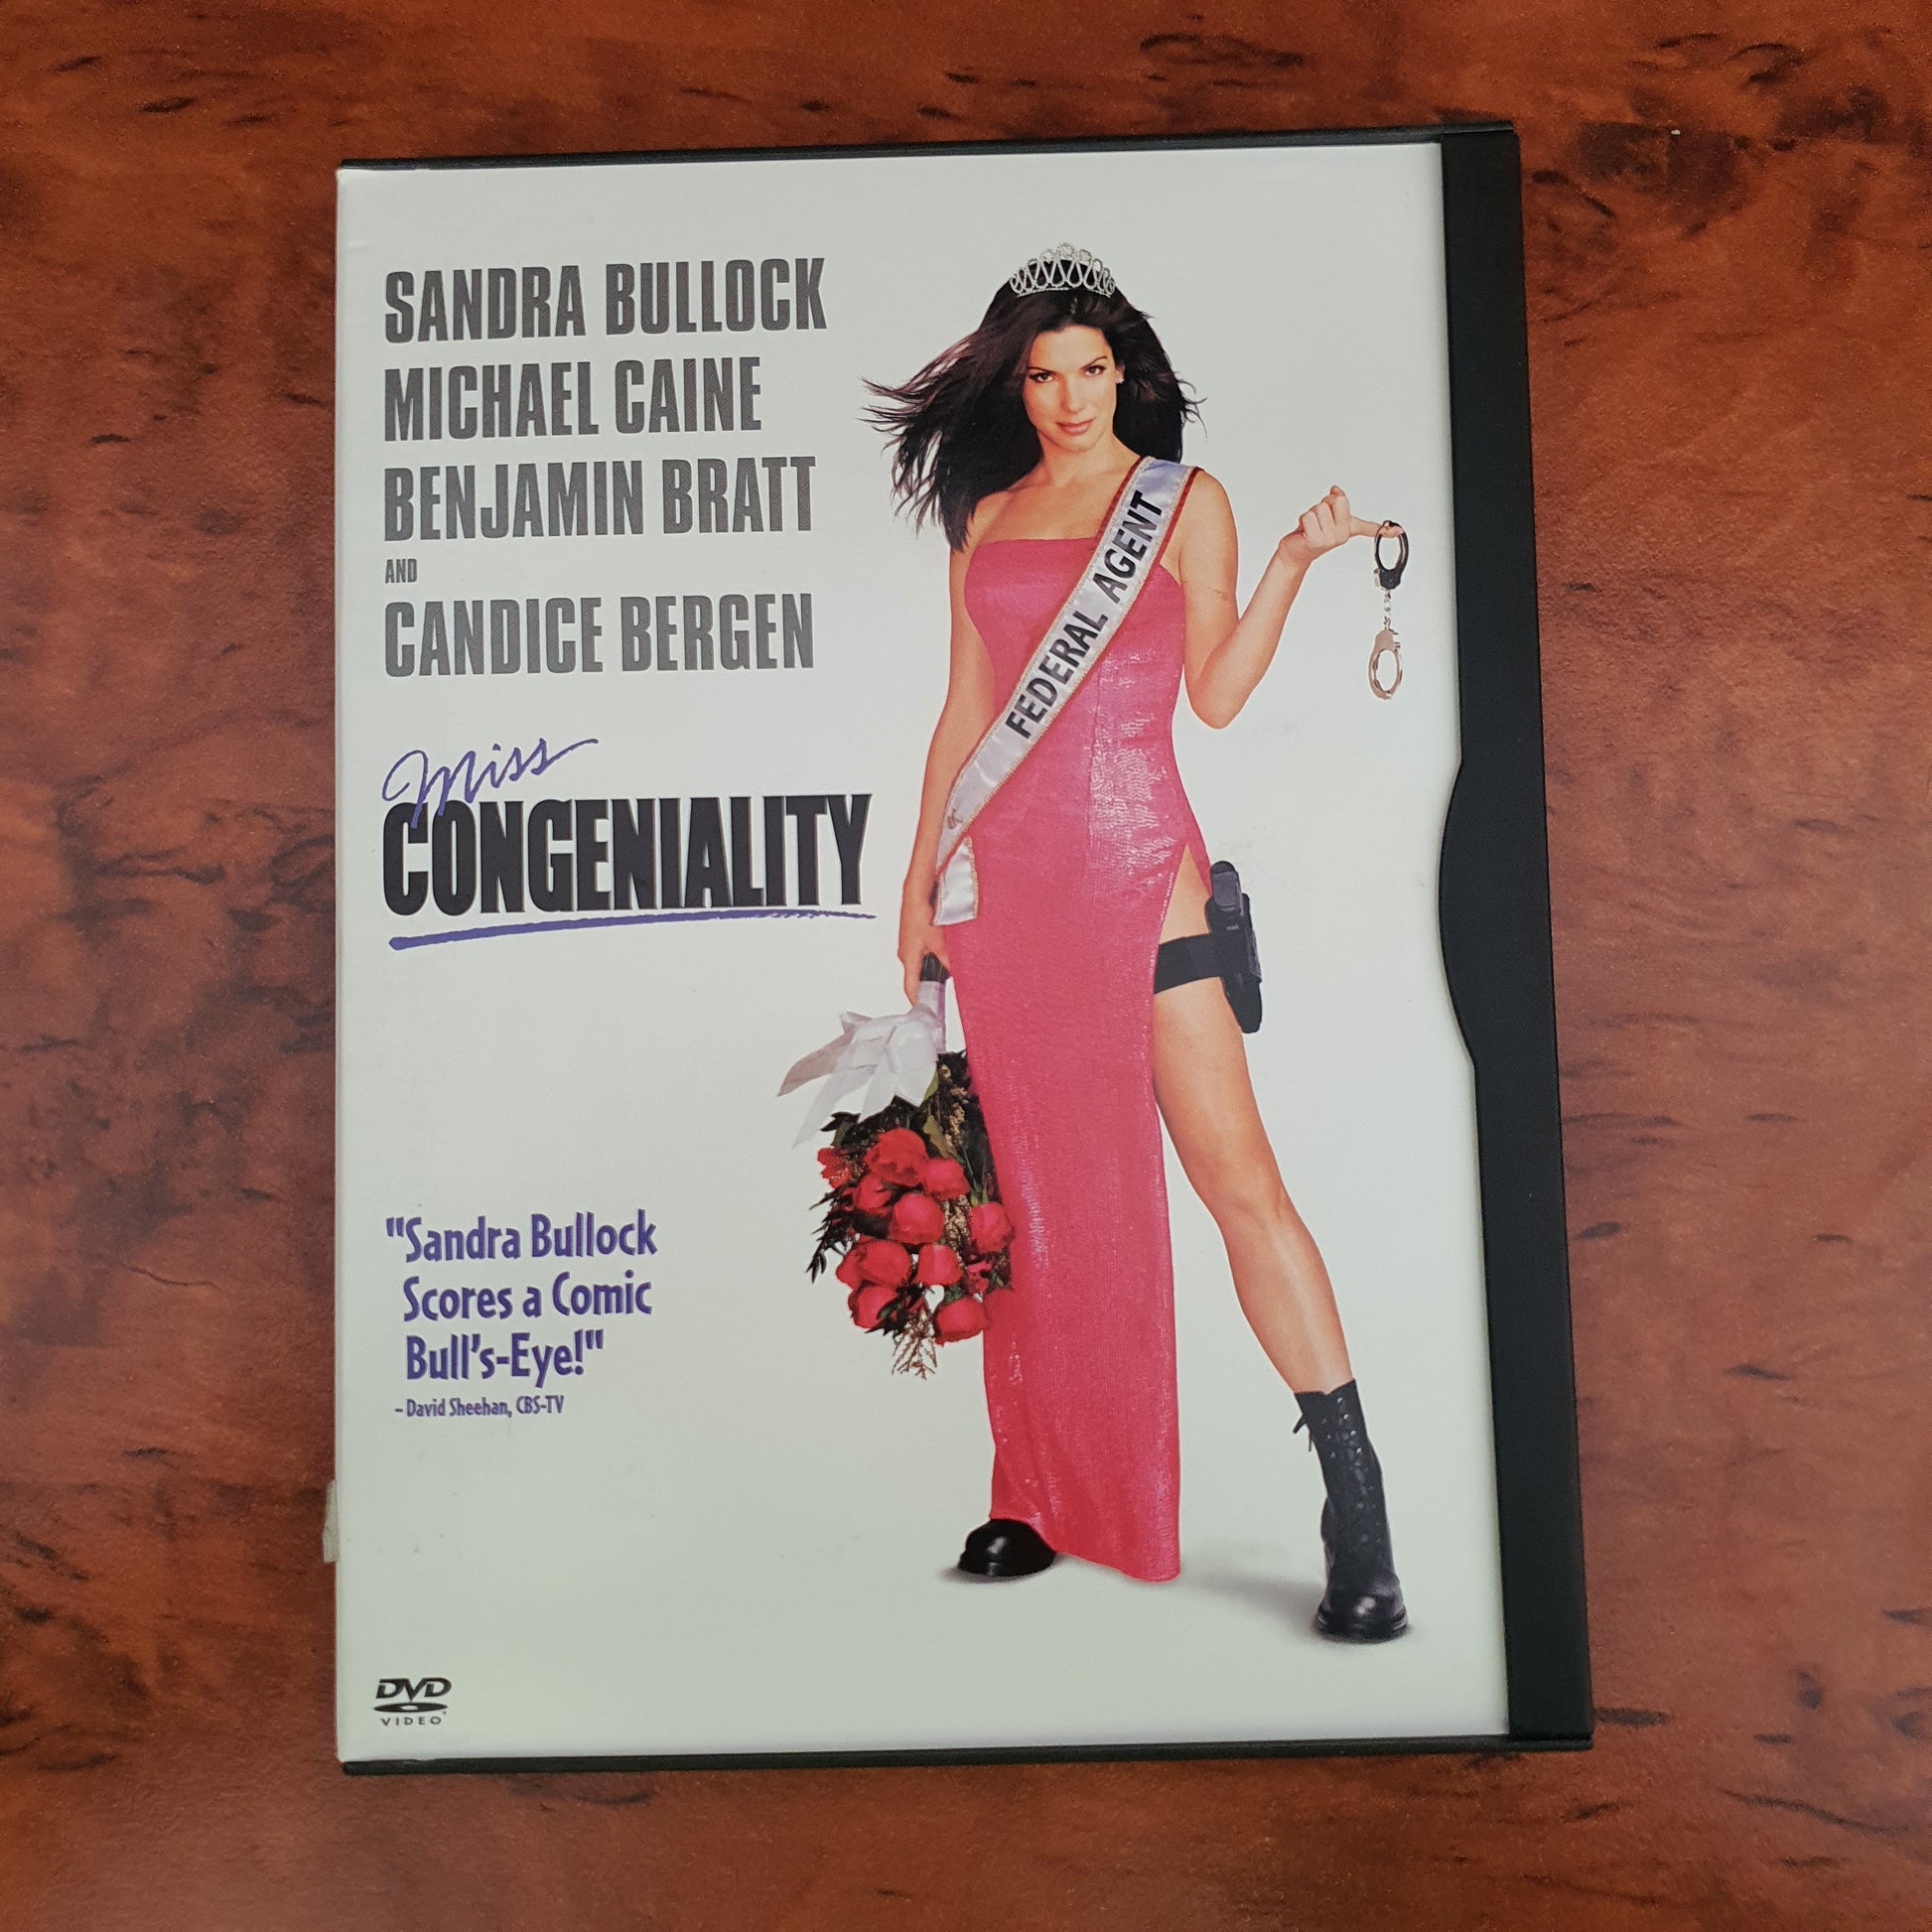 SANDRA BULLOCK
MICHAEL CAINE
BENJAMIN BRATT
AND
CANDICE BERGEN
Miss
CONGENIALITY
FEDERAL AGENT
"Sandra Bullock
Scores a Comic
Bull's-Eye!"
– David Sheehan, CBS-TV
DVD
VIDEO